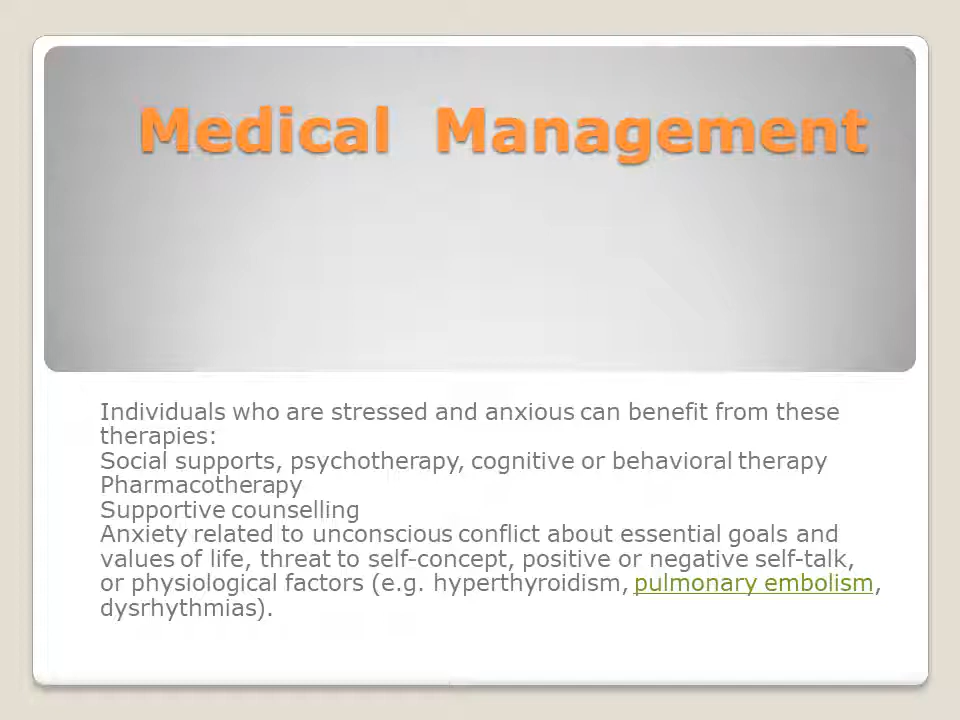 Medical Management
Individuals who are stressed and anxious can benefit from these
therapies:
Social supports, psychotherapy, cognitive or behavioral therapy
Pharmacotherapy
Supportive counselling
Anxiety related to unconscious conflict about essential goals and
values of life, threat to self-concept, positive or negative self-talk,
or physiological factors (e.g. hyperthyroidism, pulmonary embolism,
dysrhythmias).